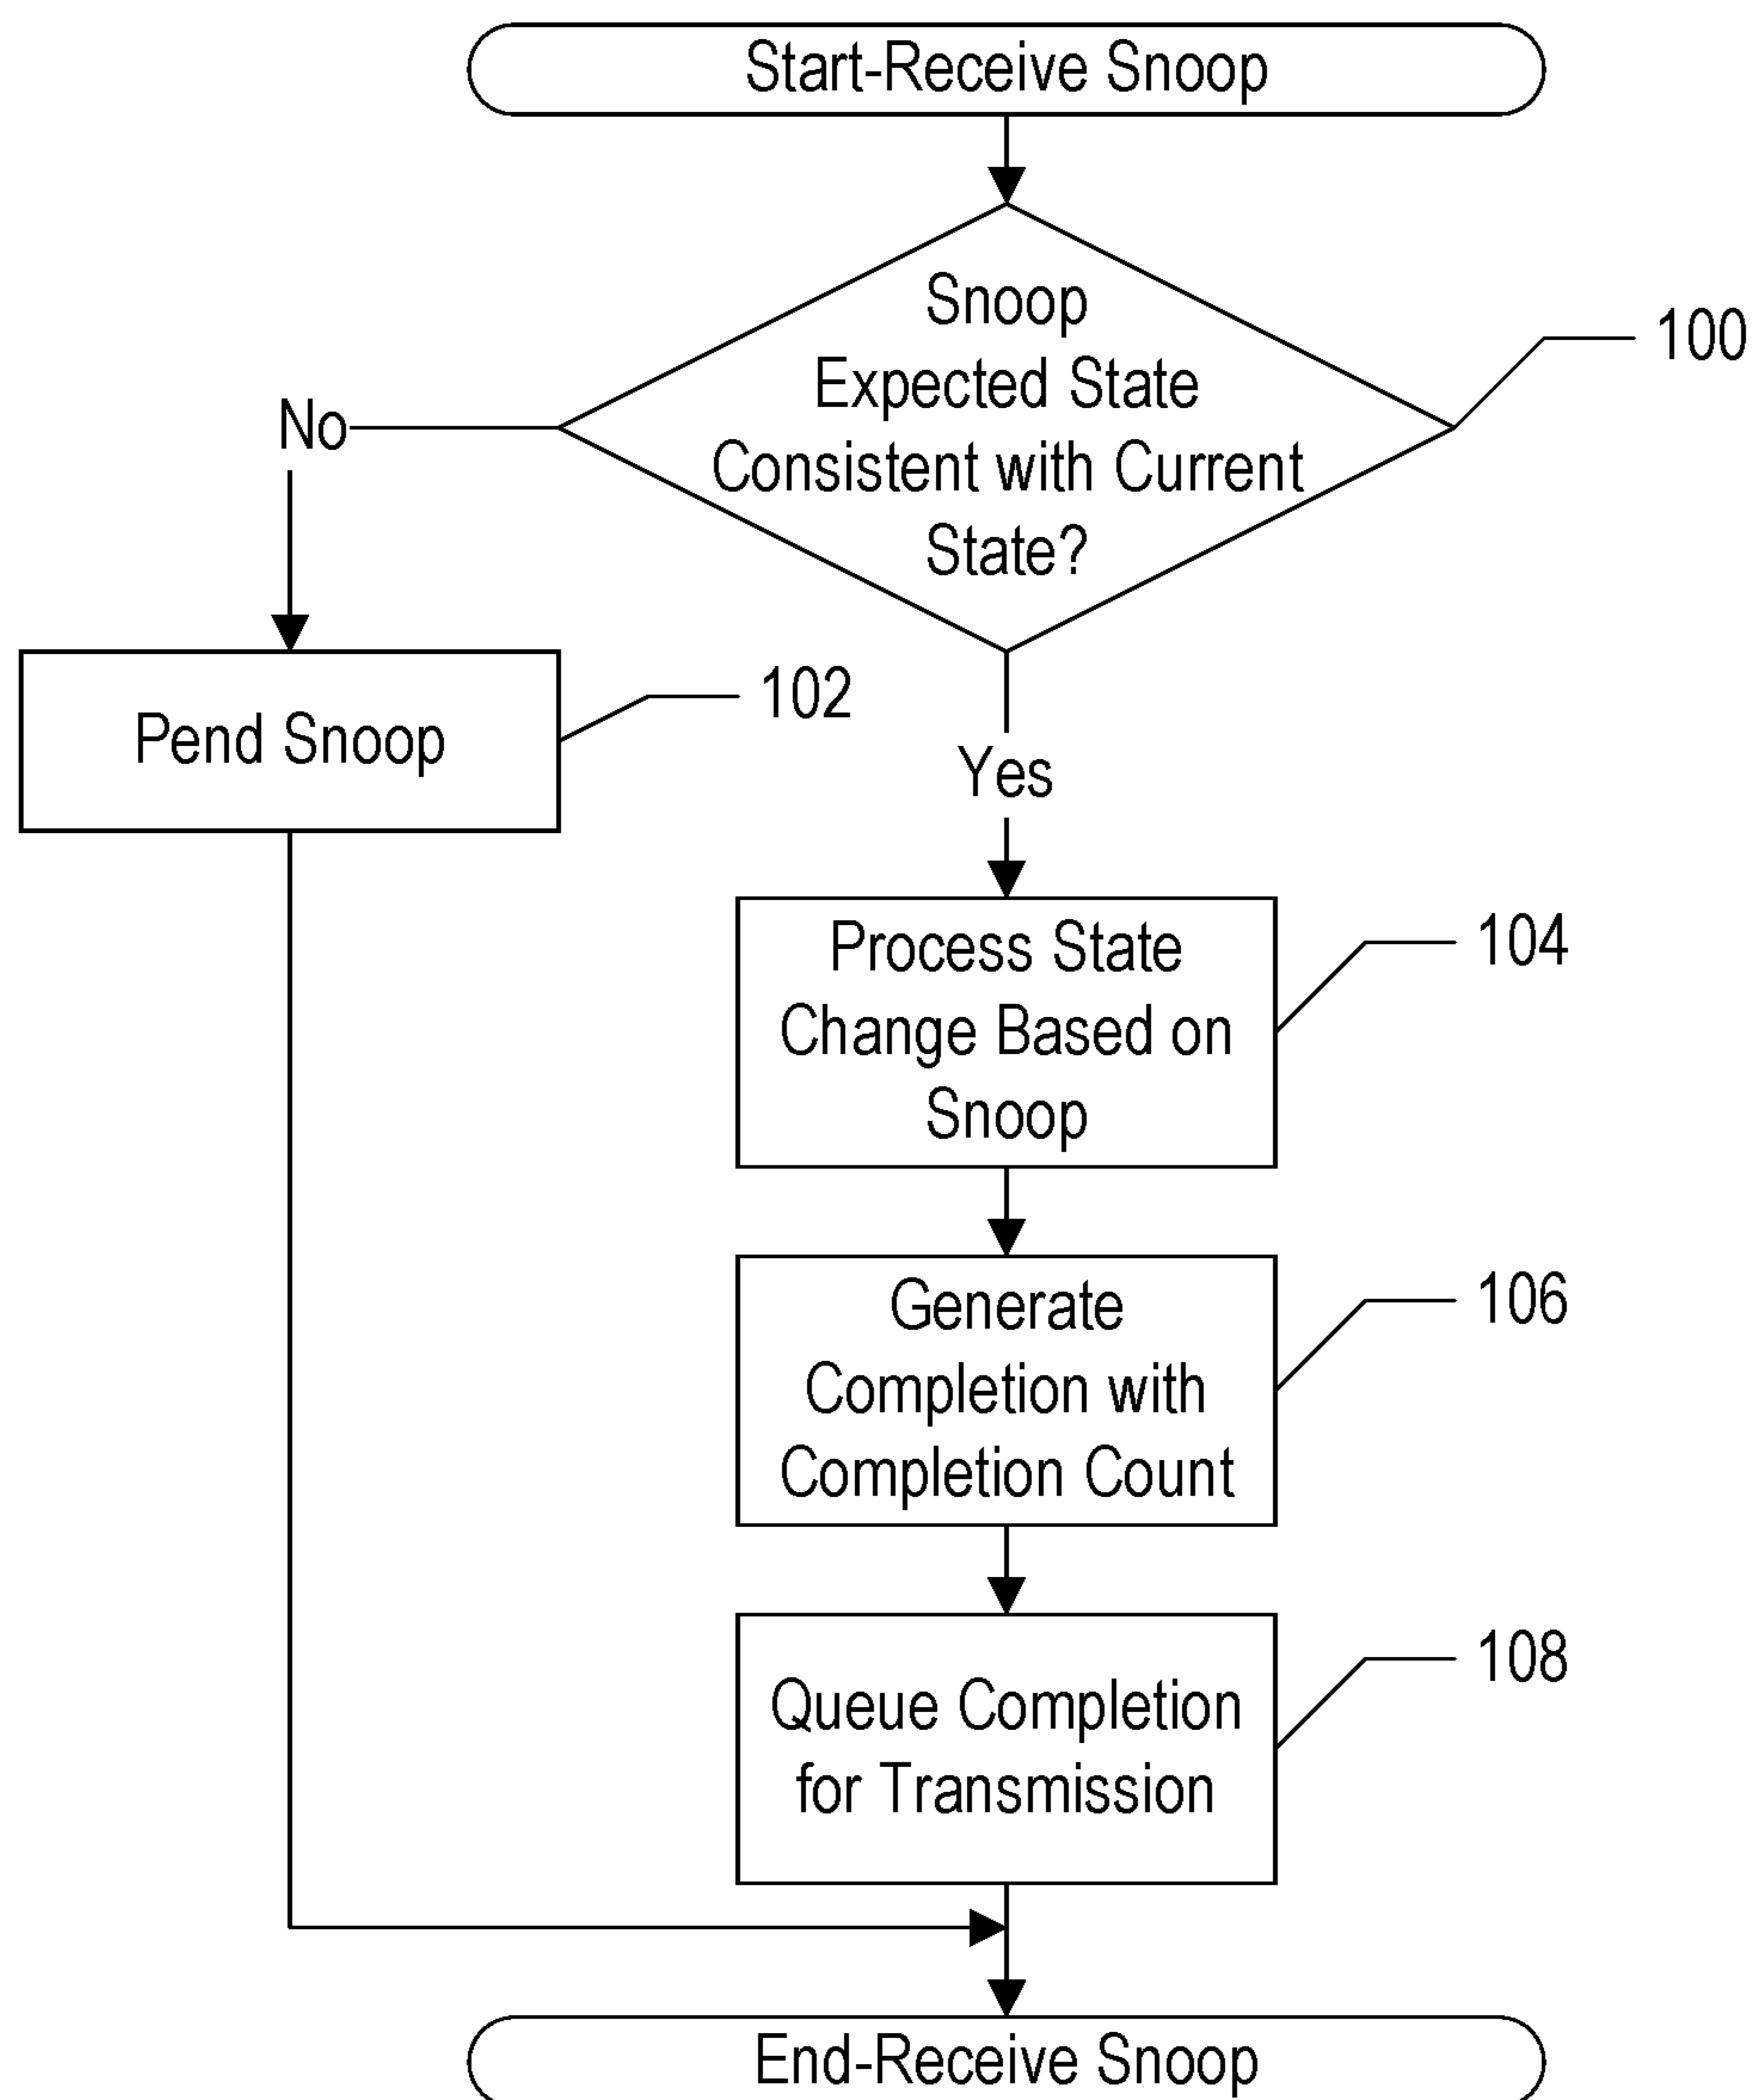 Start-Receive Snoop
Snoop
Expected State
Consistent with Current
State?
100
No
Pend Snoop
102
Yes
Process State
Change Based on
Snoop
104
Generate
Completion with
Completion Count
106
Queue Completion
for Transmission
108
End-Receive Snoop